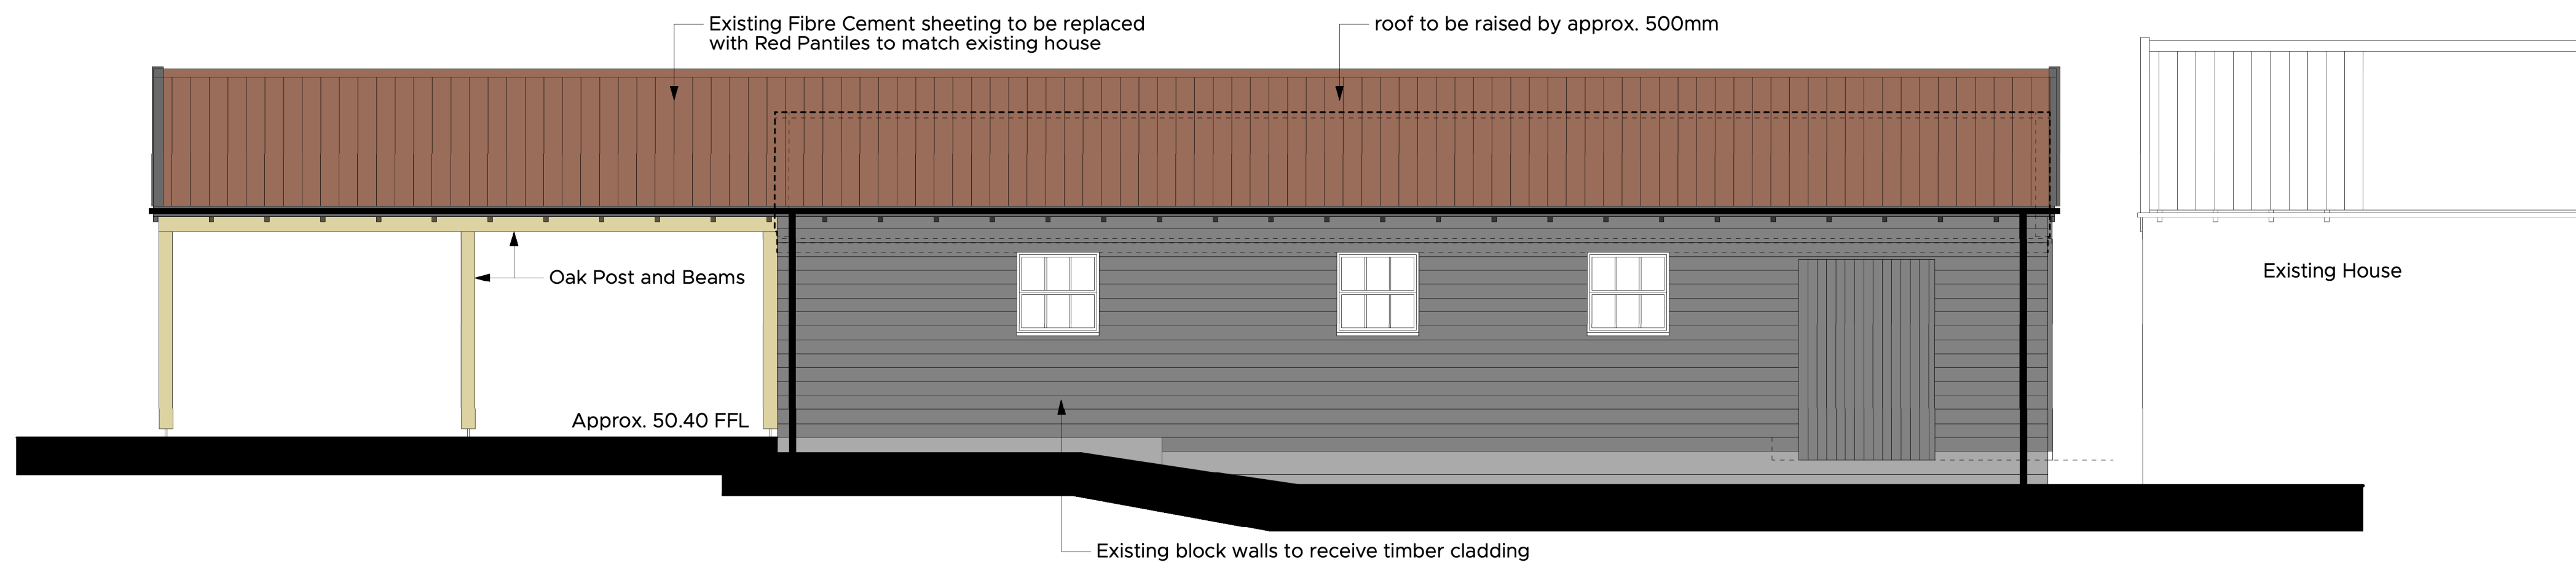 Existing Fibre Cement sheeting to be replaced
with Red Pantiles to match existing house
roof to be raised by approx. 500mm
Existing House
Oak Post and Beams
Approx. 50.40 FFL
Existing block walls to receive timber cladding